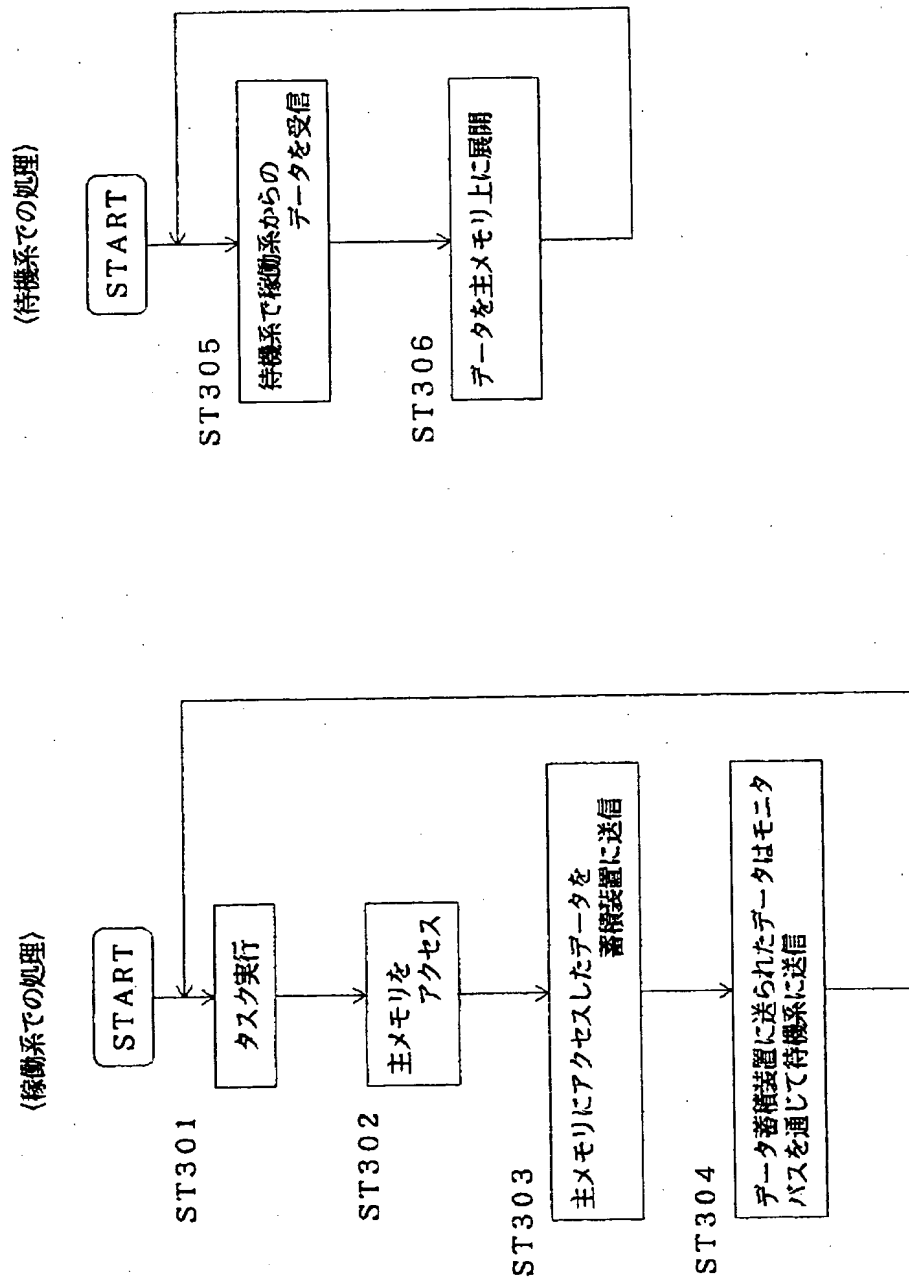 〈稼働系での処理〉
START
ST301
タスク実行
ST302
主メモリを
アクセス
ST303
主メモリにアクセスしたデータを
蓄積装置に送信
ST304
データ蓄積装置に送られたデータはモニタ
バスを通じて待機系に送信
〈待機系での処理〉
START
ST305
待機系で稼働系からの
データを受信
ST306
データを主メモリ上に展開